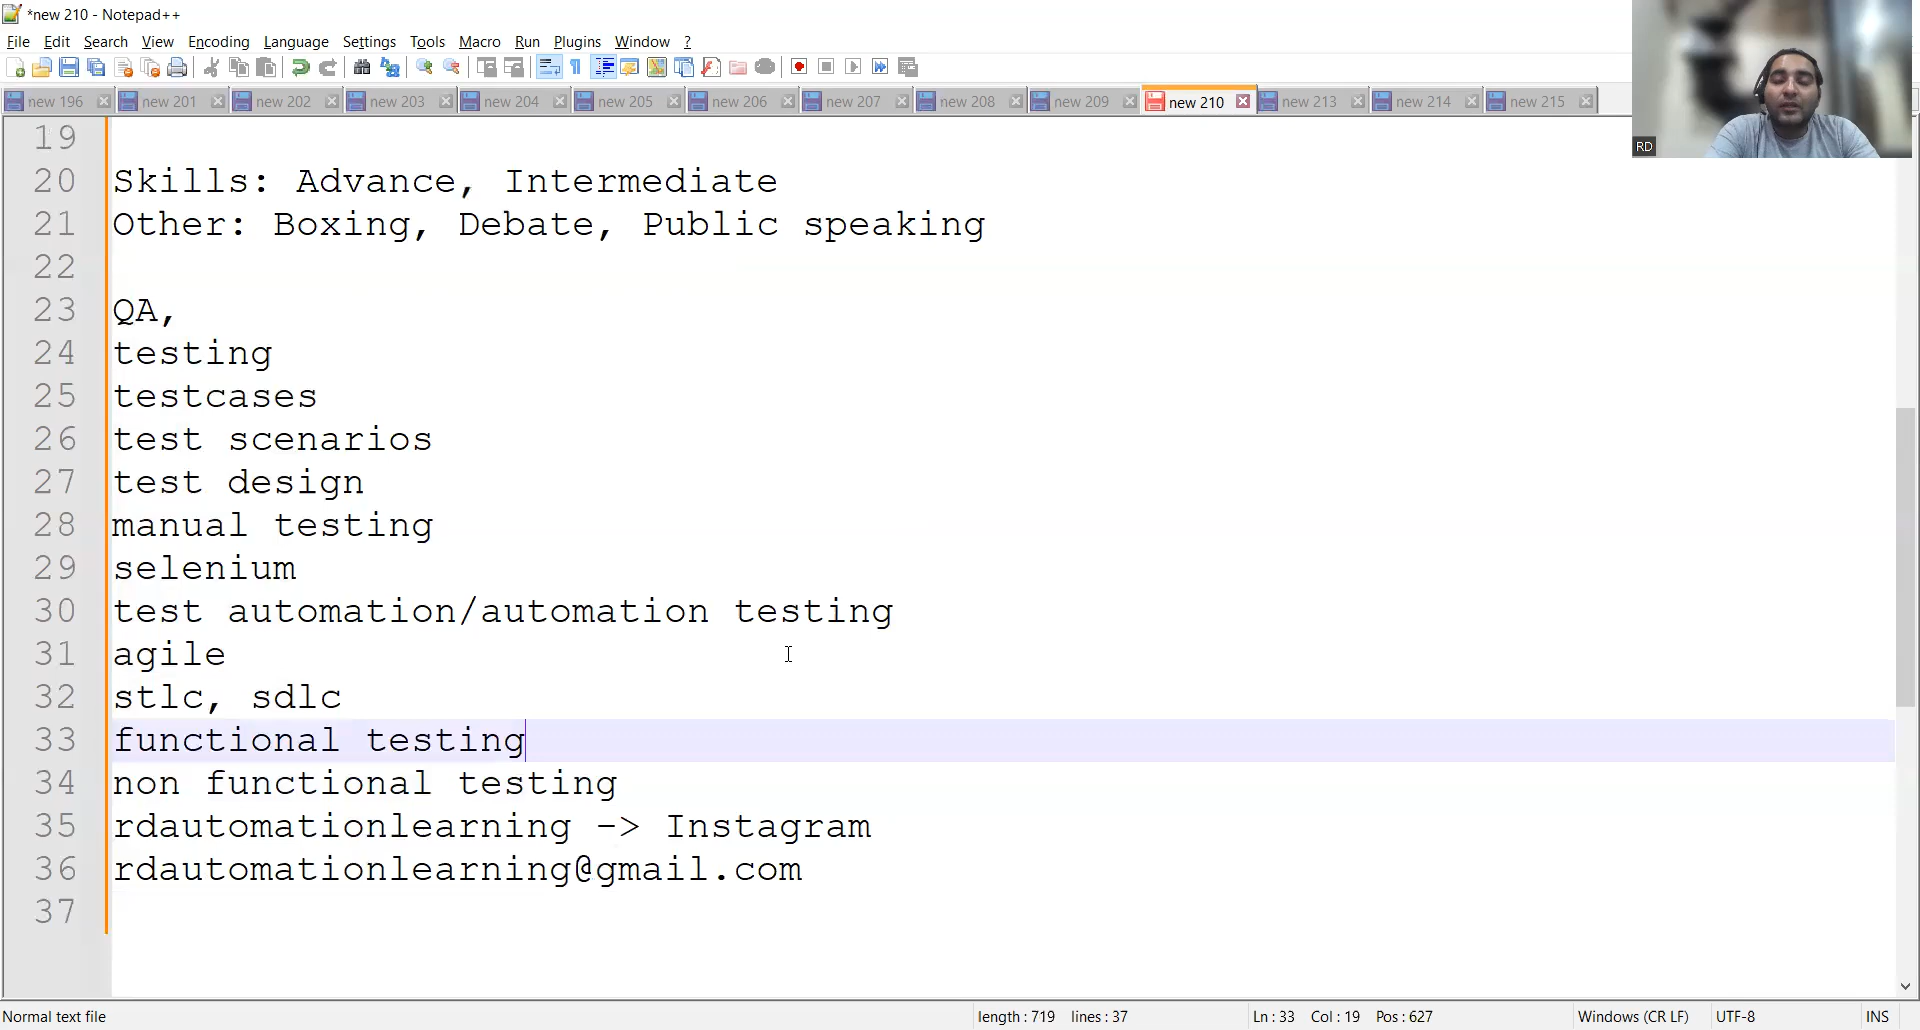 *new 210 - Notepad++
File Edit Search View Encoding Language Settings Tools Macro Run Plugins Window ?
new 196 new 201 new 202 new 203 new 204 new 205 new 206 new 207 new 208 new 209 new 210 new 213 new 214 new 215
RD
19
20 Skills: Advance, Intermediate
21 Other: Boxing, Debate, Public speaking
22
23 QA,
24 testing
25 testcases
26 test scenarios
27 test design
28 manual testing
29 selenium
30 test automation/automation testing
31 agile
32 stlc, sdlc
33 functional testing
34 non functional testing
35 rdautomationlearning -> Instagram
36 rdautomationlearning@gmail.com
37
Normal text file length : 719 lines : 37 Ln : 33 Col : 19 Pos : 627 Windows (CR LF) UTF-8 INS